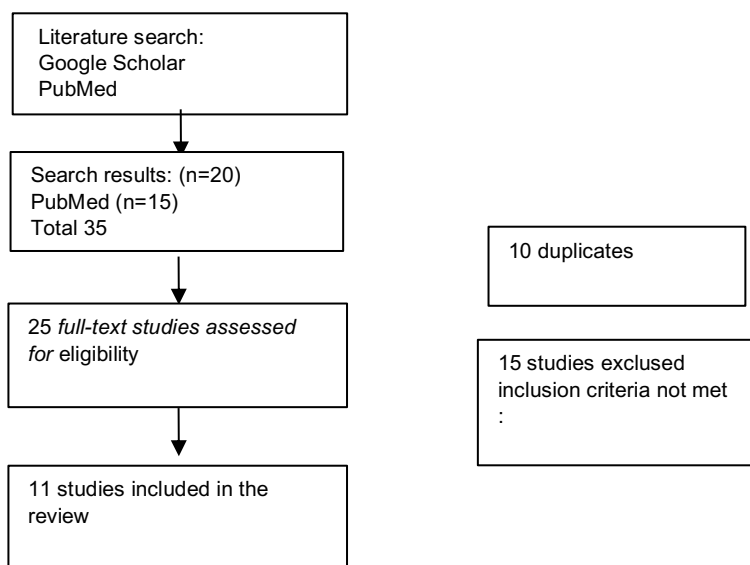 Literature search:
Google Scholar
PubMed
Search results: (n=20)
PubMed (n=15)
Total 35
10 duplicates
25 full-text studies assessed
for eligibility
15 studies exclused
inclusion criteria not met
:
11 studies included in the
review